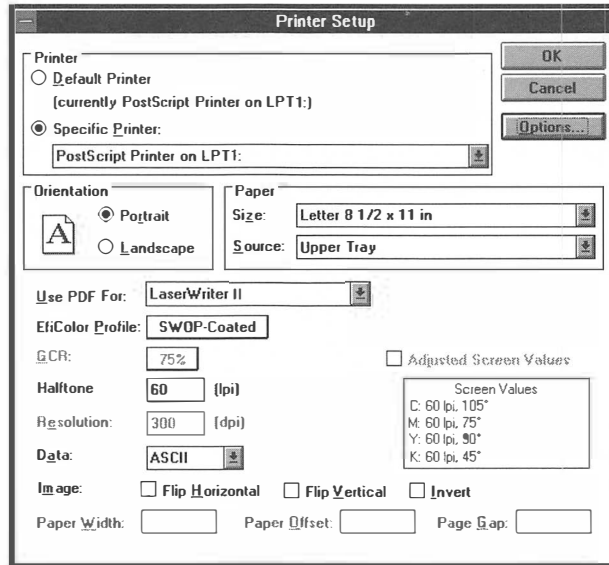 Printer Setup
Printer
Default Printer
(currently PostScript Printer on LPT1:)
Specific Printer:
PostScript Printer on LPT1:
OK
Cancel
Options...
Orientation
A
Portrait
Landscape
Paper
Size: Letter 8 1/2 x 11 in
Source: Upper Tray
Use PDF For: LaserWriter II
EfiColor Profile: SWOP-Coated
GCR: 75%
Adjusted Screen Values
Halftone 60 (lpi)
Resolution: 300 (dpi)
Data: ASCII
Screen Values
C: 60 lpi, 105°
M: 60 lpi, 75°
Y: 60 lpi, 90°
K: 60 lpi, 45°
Image: Flip Horizontal Flip Vertical Invert
Paper Width: Paper Offset: Page Gap: